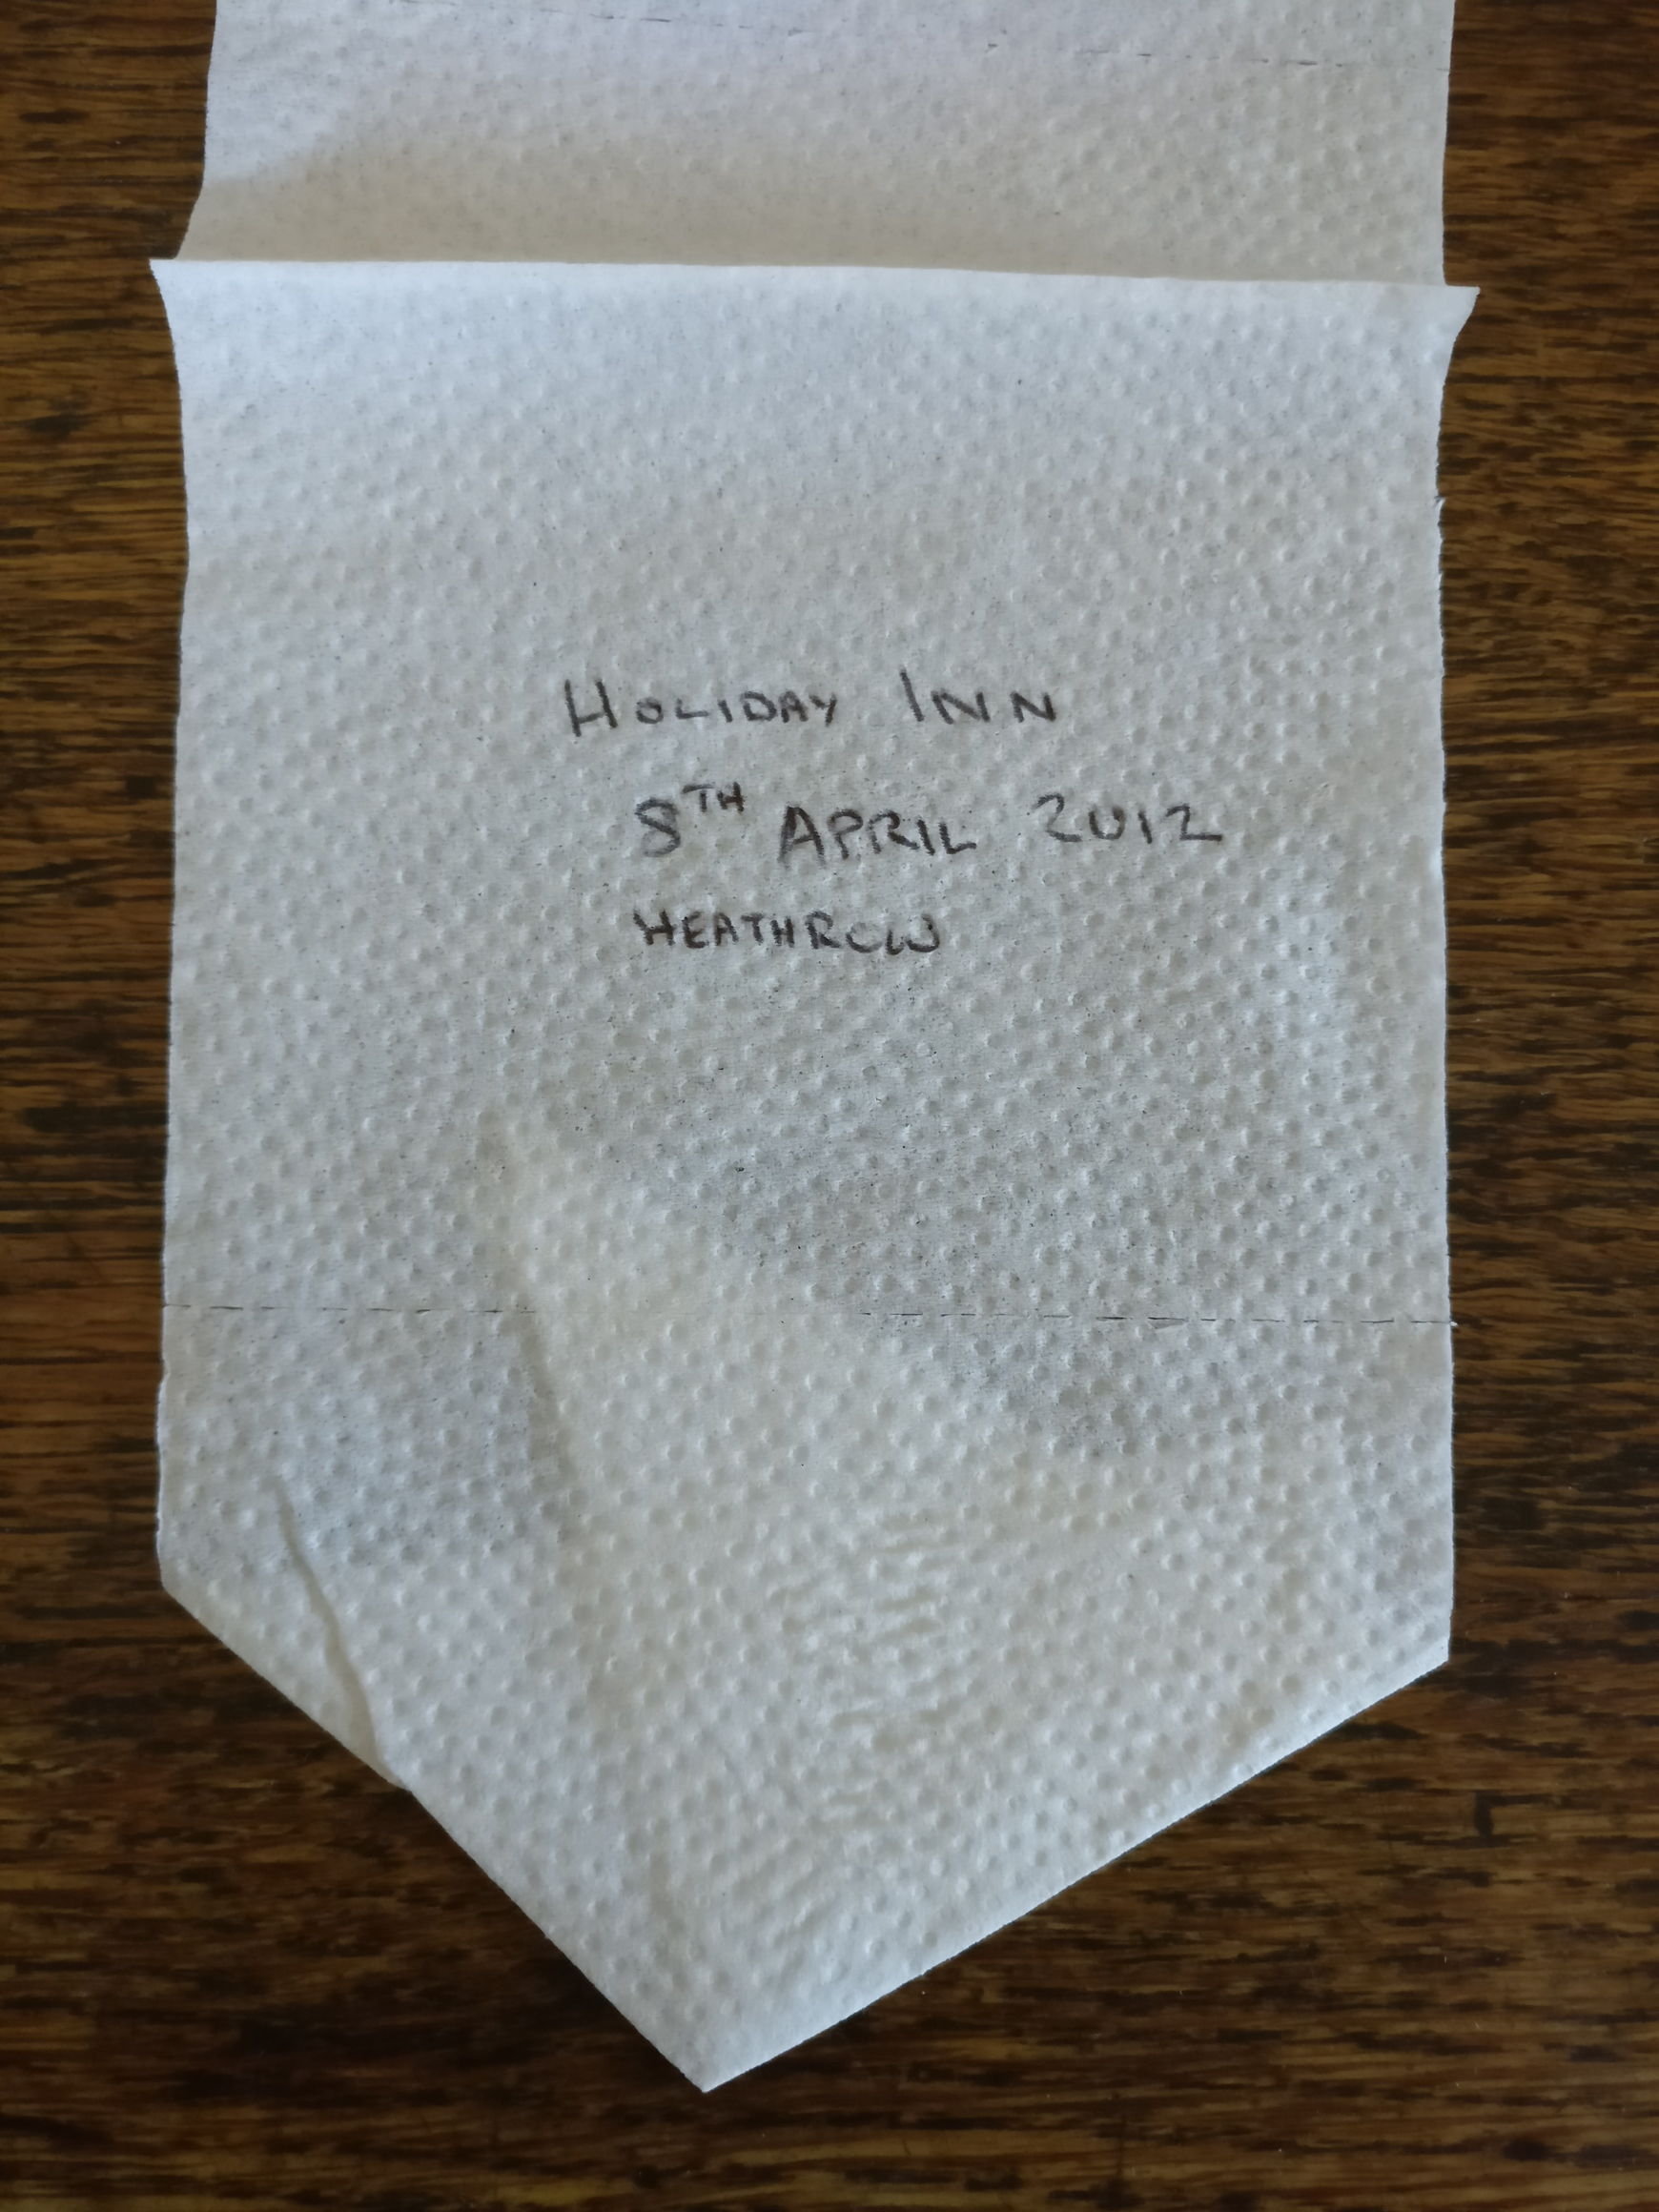 HOLIDAY INN
8TH APRIL 2012
HEATHROW